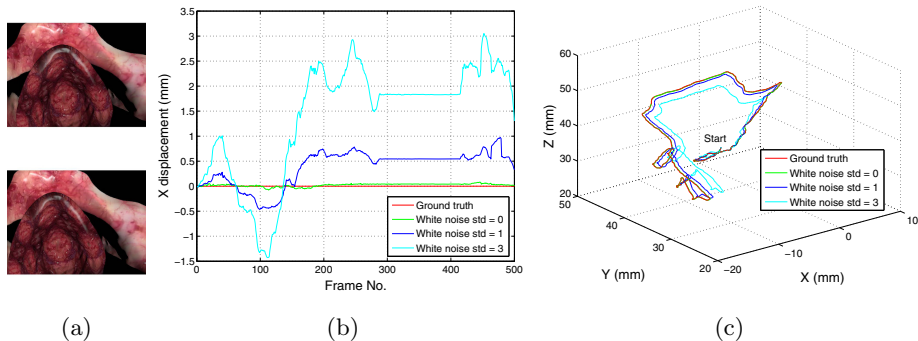 X displacement (mm)
3.5
3
2.5
2
1.5
1
0.5
0
−0.5
−1
−1.5
0
100
200
300
400
500
Frame No.
Ground truth
White noise std = 0
White noise std = 1
White noise std = 3
Z (mm)
60
50
40
30
20
50
40
30
20
Y (mm)
−20
−10
0
10
X (mm)
Start
Ground truth
White noise std = 0
White noise std = 1
White noise std = 3
(a)
(b)
(c)